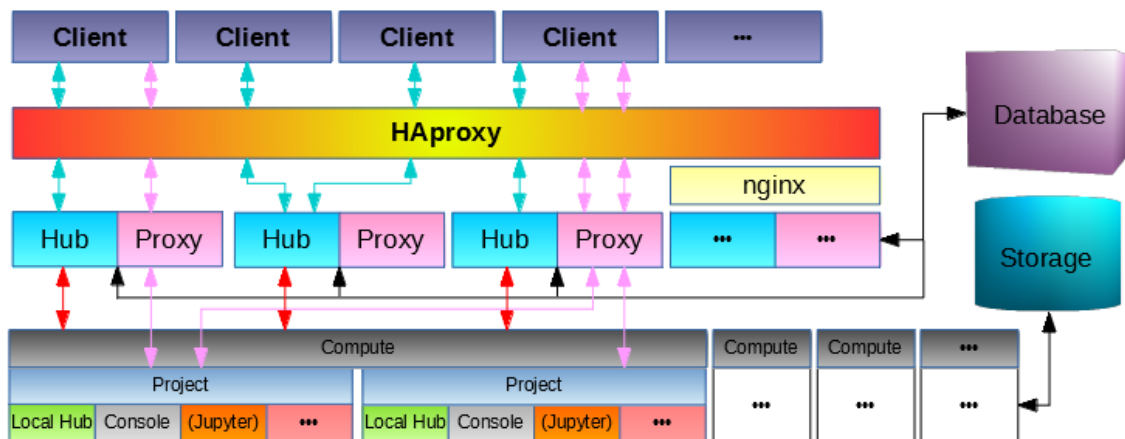 Client
Client
Client
Client
...
HAproxy
Database
nginx
Hub
Proxy
Hub
Proxy
Hub
Proxy
...
...
Storage
Compute
Compute
Compute
...
Project
Project
Local Hub
Console
(Jupyter)
...
Local Hub
Console
(Jupyter)
...
...
...
...